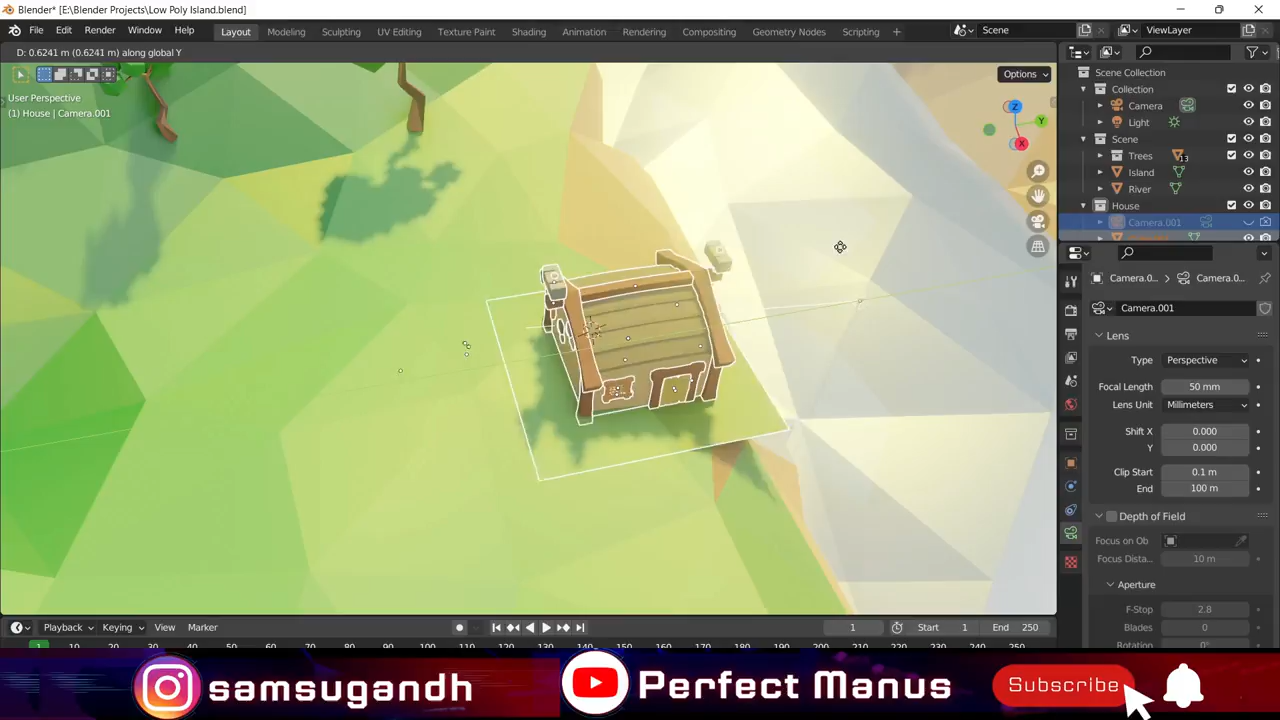 Blender* [E:\Blender Projects\Low Poly Island.blend]
File Edit Render Window Help Layout Modeling Sculpting UV Editing Texture Paint Shading Animation Rendering Compositing Geometry Nodes Scripting + Scene ViewLayer
D: 0.6241 m (0.6241 m) along global Y
Options
User Perspective
(1) House | Camera.001
Z
Y
X
Scene Collection
Collection
Camera
Light
Scene
Trees 13
Island
River
House
Camera.001
Camera.0... Camera.0...
Camera.001
Lens
Type Perspective
Focal Length 50 mm
Lens Unit Millimeters
Shift X 0.000
Y 0.000
Clip Start 0.1 m
End 100 m
Depth of Field
Focus on Ob
Focus Dista... 10 m
Aperture
F-Stop 2.8
Blades 0
Rotation 0°
Playback Keying View Marker 1 Start 1 End 250
samsugandh
Perfect Manus
Subscribe